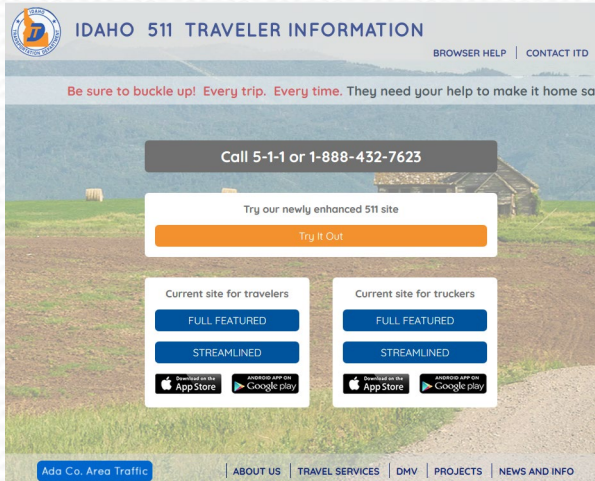 IDAHO
TRANSPORTATION DEPARTMENT
IDAHO 511 TRAVELER INFORMATION
BROWSER HELP
CONTACT ITD
Be sure to buckle up! Every trip. Every time. They need your help to make it home sa
Call 5-1-1 or 1-888-432-7623
Try our newly enhanced 511 site
Try It Out
Current site for travelers
FULL FEATURED
STREAMLINED
Download on the
App Store
ANDROID APP ON
Google play
Current site for truckers
FULL FEATURED
STREAMLINED
Download on the
App Store
ANDROID APP ON
Google play
Ada Co. Area Traffic
ABOUT US
TRAVEL SERVICES
DMV
PROJECTS
NEWS AND INFO